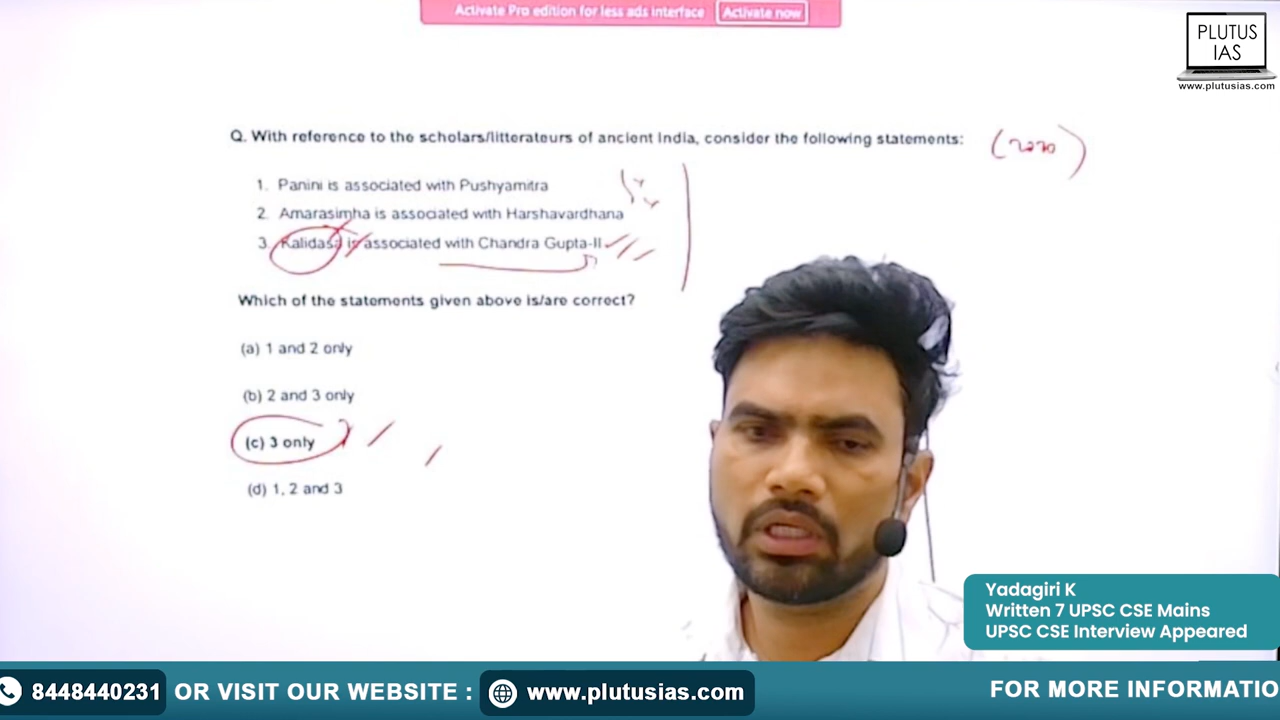 Activate Pro edition for less ads interface Activate now
PLUTUS
IAS
www.plutusias.com
Q. With reference to the scholars/litterateurs of ancient India, consider the following statements: (2020)
1. Panini is associated with Pushyamitra
2. Amarasimha is associated with Harshavardhana
3. Kalidasa is associated with Chandra Gupta-II
Which of the statements given above is/are correct?
(a) 1 and 2 only
(b) 2 and 3 only
(c) 3 only
(d) 1, 2 and 3
Yadagiri K
Written 7 UPSC CSE Mains
UPSC CSE Interview Appeared
8448440231 OR VISIT OUR WEBSITE : www.plutusias.com FOR MORE INFORMATIO